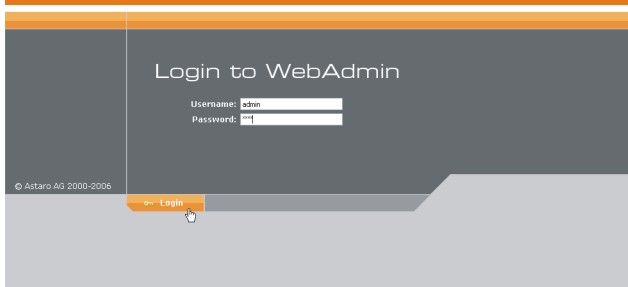 Login to WebAdmin
Username: admin
Password: ****
© Astaro AG 2000-2006
Login